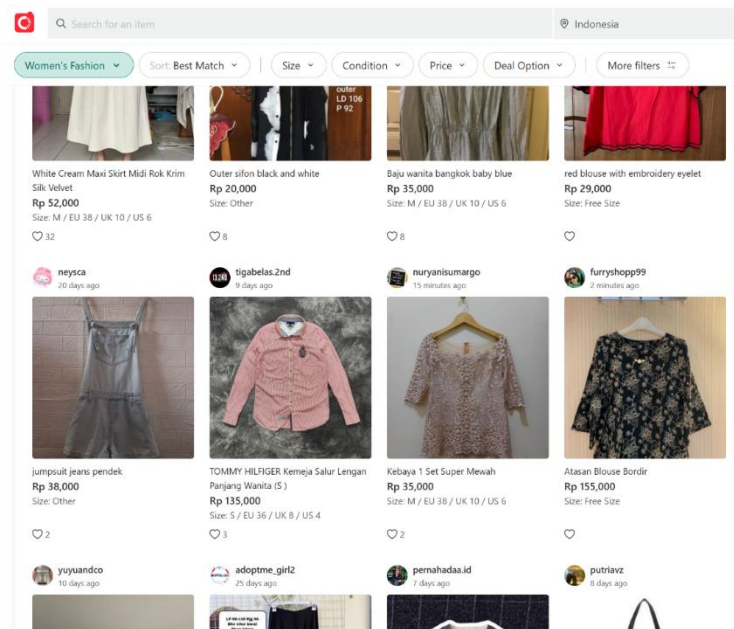 Search for an item
Indonesia
Women's Fashion
Sort: Best Match
Size
Condition
Price
Deal Option
More filters
outer
LD 106
P 92
White Cream Maxi Skirt Midi Rok Krim
Silk Velvet
Rp 52,000
Size: M / EU 38 / UK 10 / US 6
32
Outer sifon black and white
Rp 20,000
Size: Other
8
Baju wanita bangkok baby blue
Rp 35,000
Size: M / EU 38 / UK 10 / US 6
8
red blouse with embroidery eyelet
Rp 29,000
Size: Free Size
neysca
20 days ago
jumpsuit jeans pendek
Rp 38,000
Size: Other
2
tigabelas.2nd
9 days ago
TOMMY HILFIGER Kemeja Salur Lengan
Panjang Wanita (S )
Rp 135,000
Size: S / EU 36 / UK 8 / US 4
3
nuryanisumargo
15 minutes ago
Kebaya 1 Set Super Mewah
Rp 35,000
Size: M / EU 38 / UK 10 / US 6
2
furryshopp99
2 minutes ago
Atasan Blouse Bordir
Rp 155,000
Size: Free Size
yuyuandco
10 days ago
adoptme_girl2
25 days ago
pernahadaa.id
7 days ago
putriavz
8 days ago